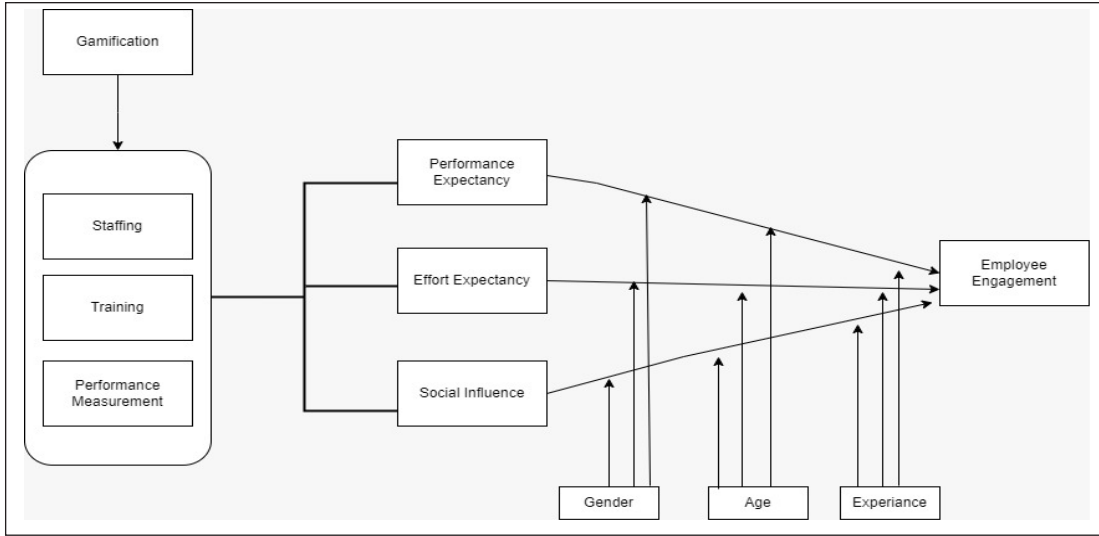 Gamification
Staffing
Training
Performance
Measurement
Performance
Expectancy
Effort Expectancy
Social Influence
Employee
Engagement
Gender
Age
Experiance